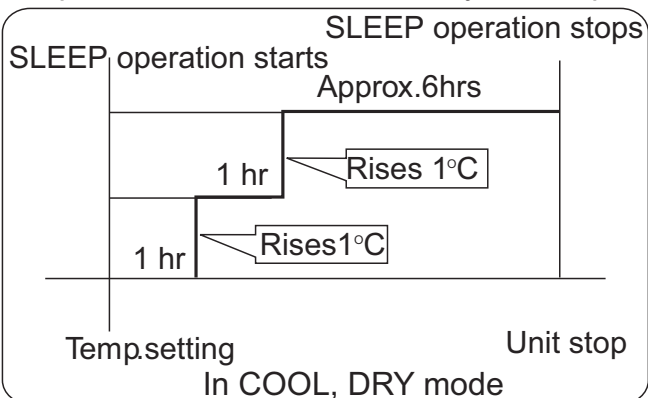 SLEEP operation stops
SLEEP operation starts
Approx.6hrs
1 hr
Rises 1°C
1 hr
Rises1°C
Temp.setting
Unit stop
In COOL, DRY mode